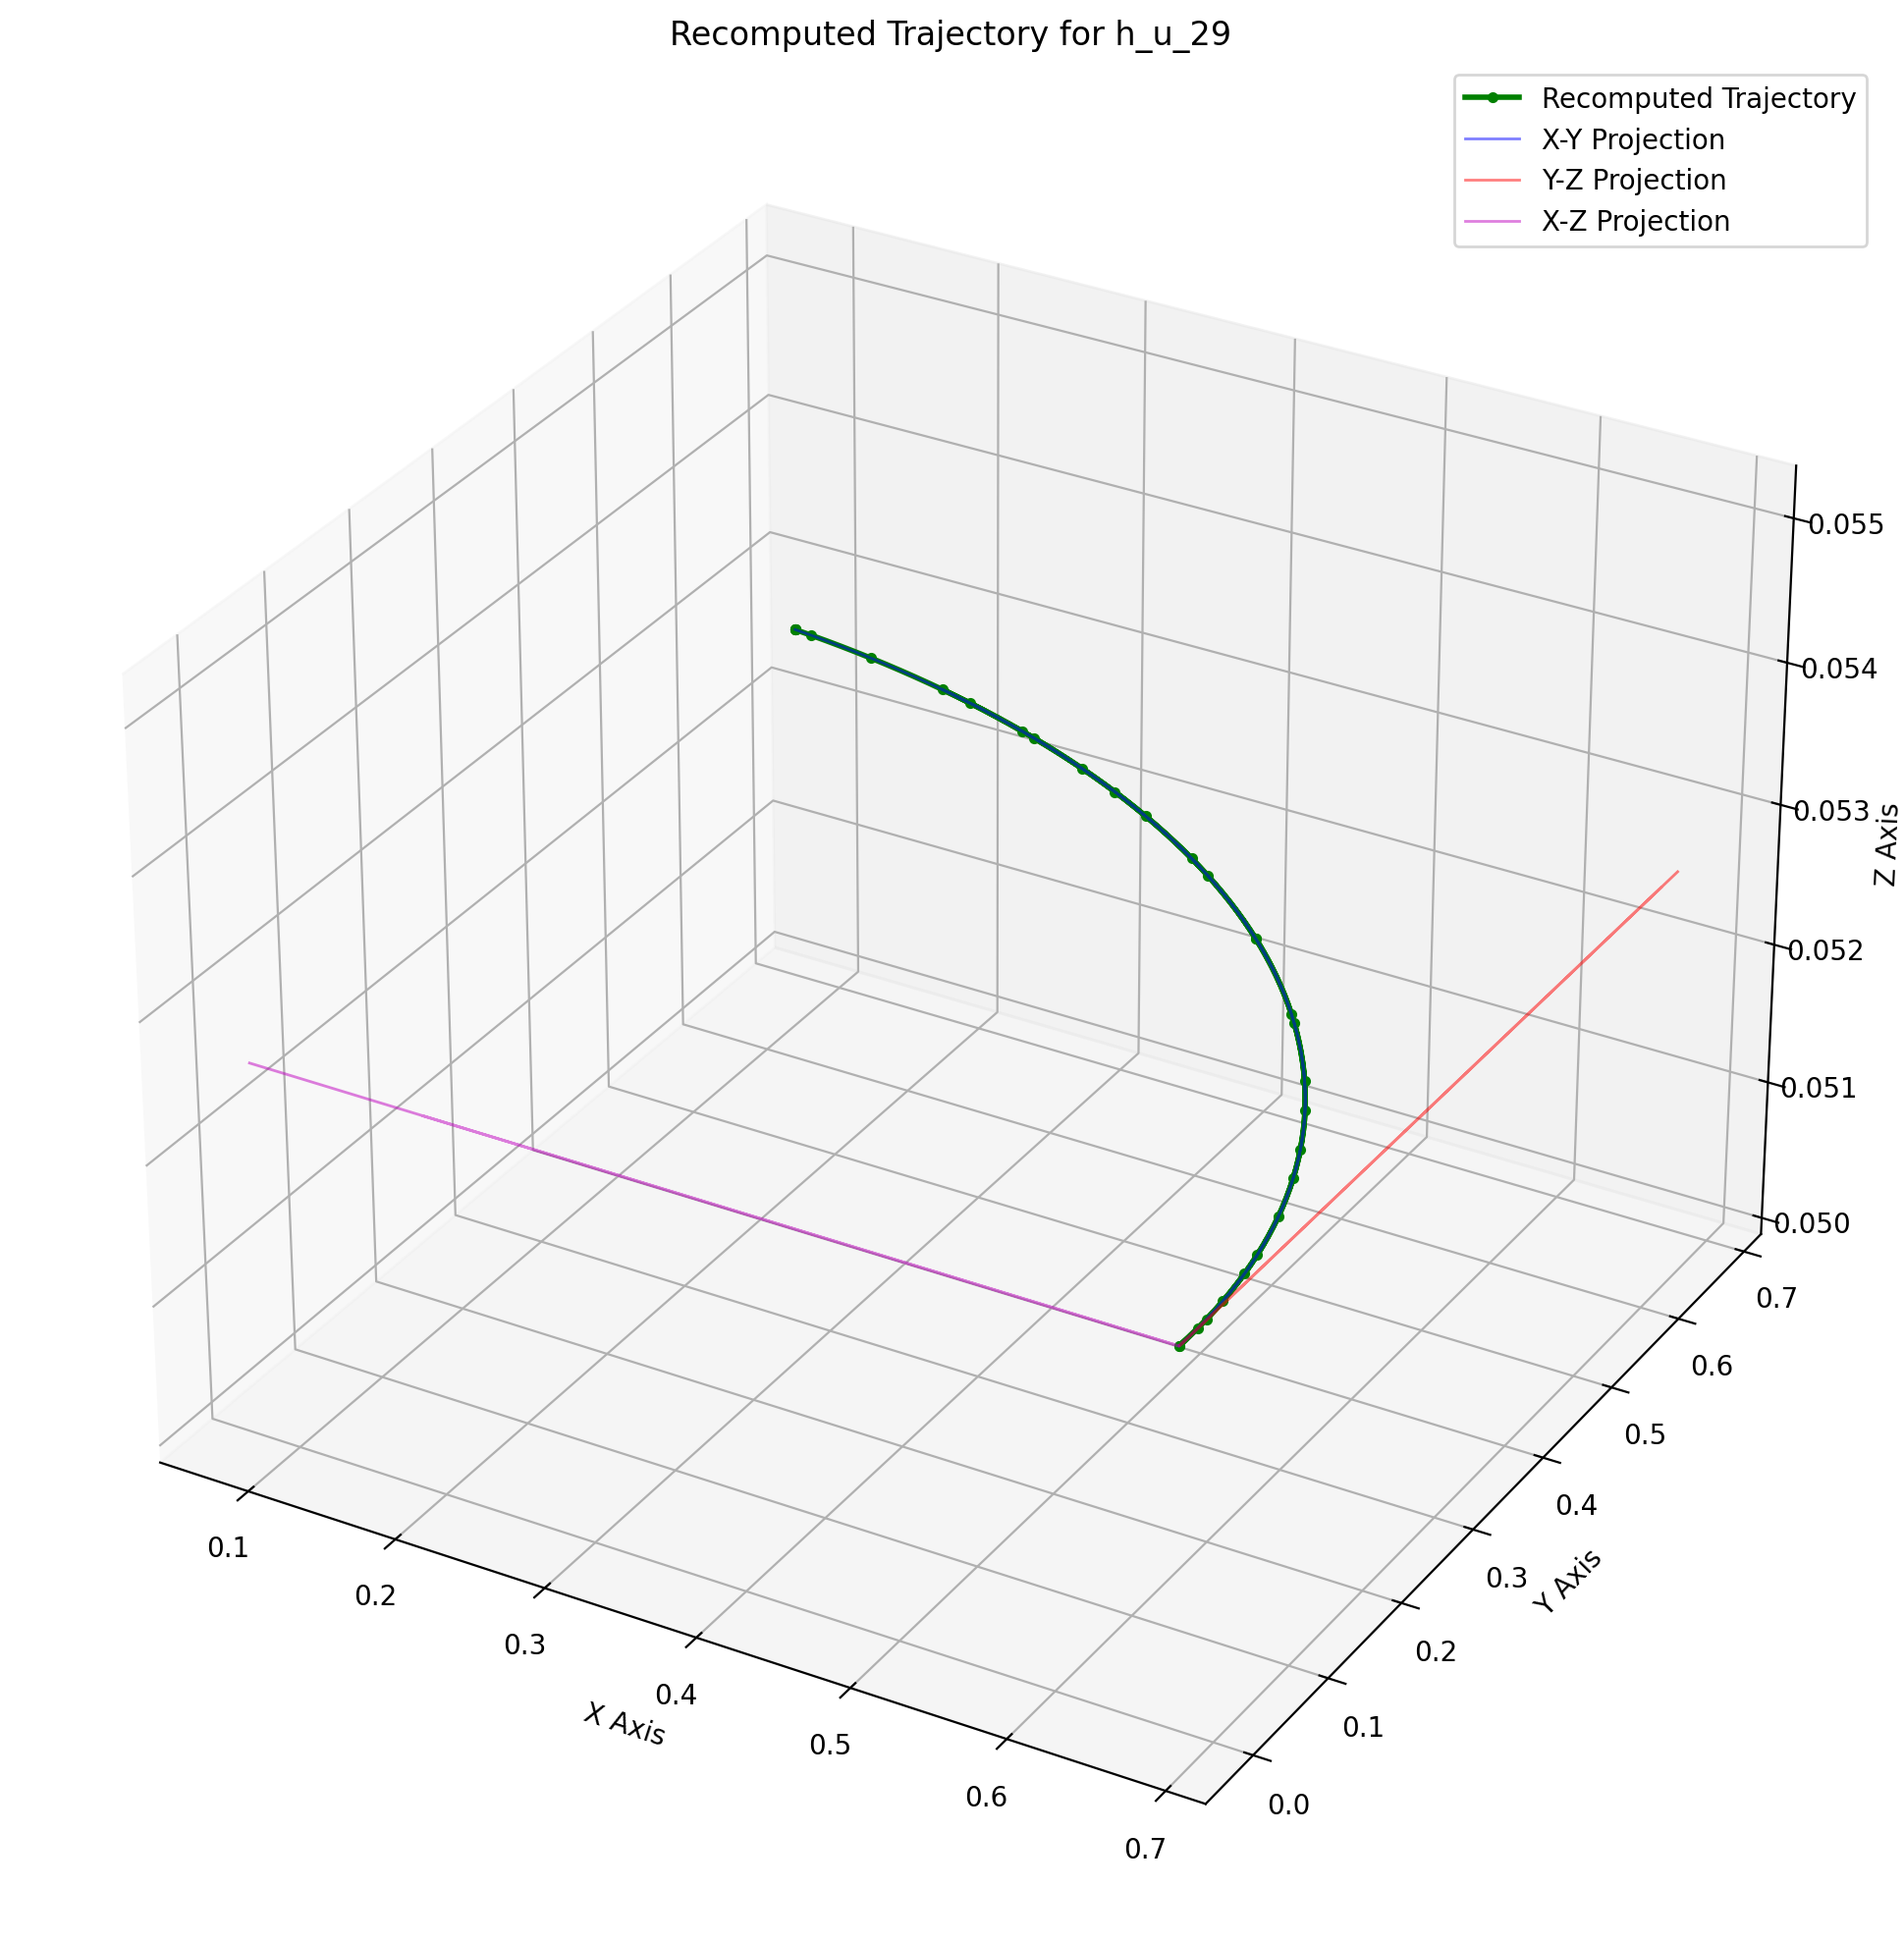 Recomputed Trajectory for h_u_29
Recomputed Trajectory
X-Y Projection
Y-Z Projection
X-Z Projection
0.055
0.054
0.053
0.052
0.051
0.050
Z Axis
0.7
0.6
0.5
0.4
0.3
0.2
0.1
0.0
Y Axis
0.1
0.2
0.3
0.4
0.5
0.6
0.7
X Axis